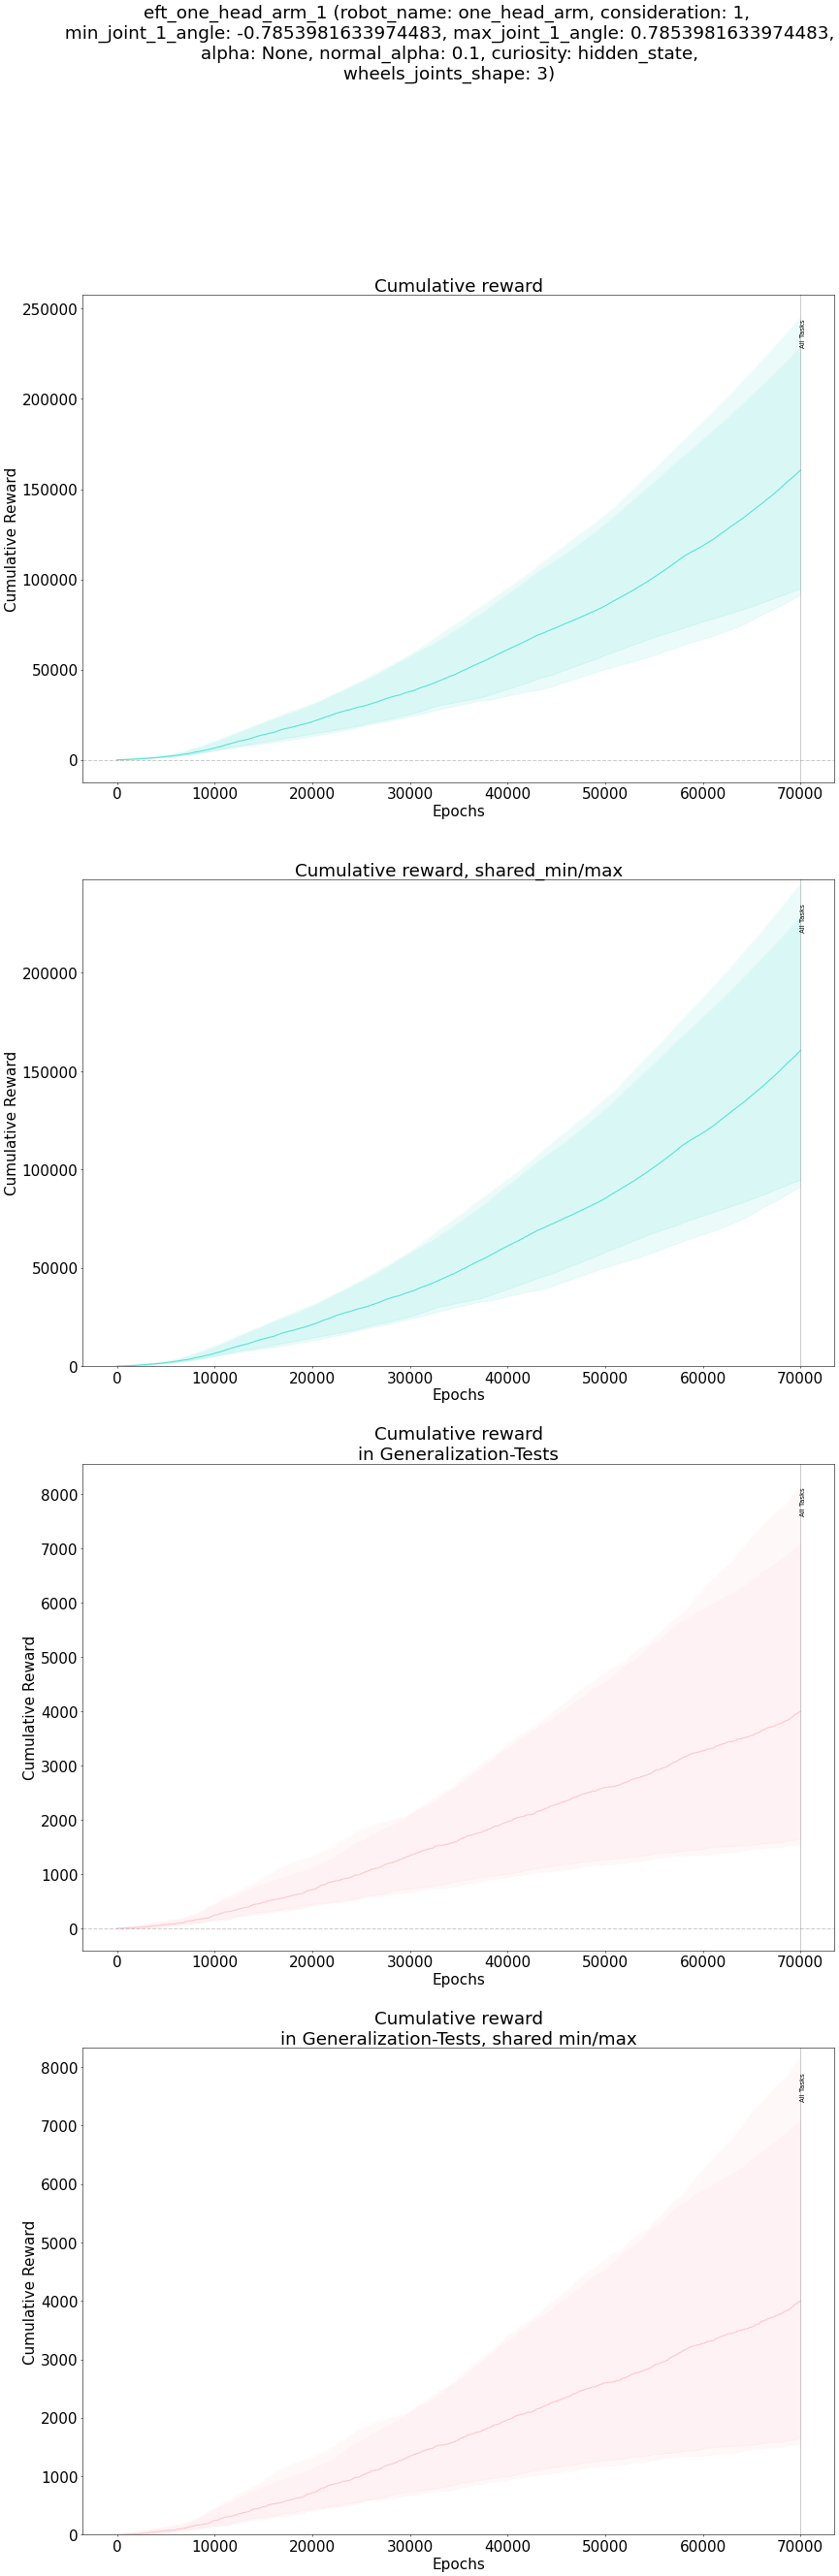 eft_one_head_arm_1 (robot_name: one_head_arm, consideration: 1,
min_joint_1_angle: -0.7853981633974483, max_joint_1_angle: 0.7853981633974483,
alpha: None, normal_alpha: 0.1, curiosity: hidden_state,
wheels_joints_shape: 3)
Cumulative reward
250000
200000
150000
100000
50000
0
Cumulative Reward
All Tasks
0 10000 20000 30000 40000 50000 60000 70000
Epochs
Cumulative reward, shared_min/max
200000
150000
100000
50000
0
Cumulative Reward
All Tasks
0 10000 20000 30000 40000 50000 60000 70000
Epochs
Cumulative reward
in Generalization-Tests
8000
7000
6000
5000
4000
3000
2000
1000
0
Cumulative Reward
All Tasks
0 10000 20000 30000 40000 50000 60000 70000
Epochs
Cumulative reward
in Generalization-Tests, shared min/max
8000
7000
6000
5000
4000
3000
2000
1000
0
Cumulative Reward
All Tasks
0 10000 20000 30000 40000 50000 60000 70000
Epochs